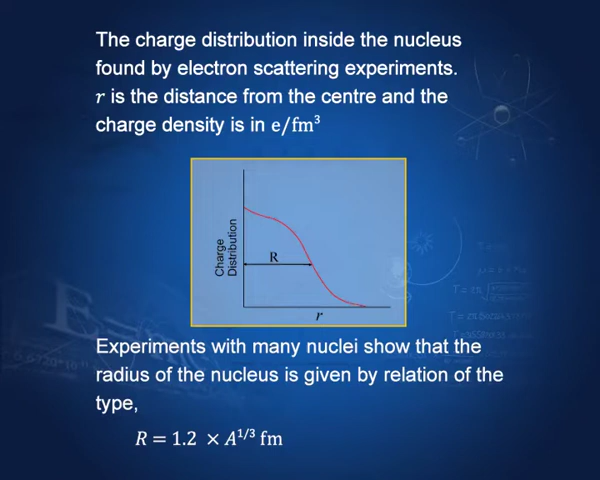 The charge distribution inside the nucleus
found by electron scattering experiments.
r is the distance from the centre and the
charge density is in e/fm³
Charge
Distribution
R
r
Experiments with many nuclei show that the
radius of the nucleus is given by relation of the
type,
R = 1.2 × A^{1/3} fm